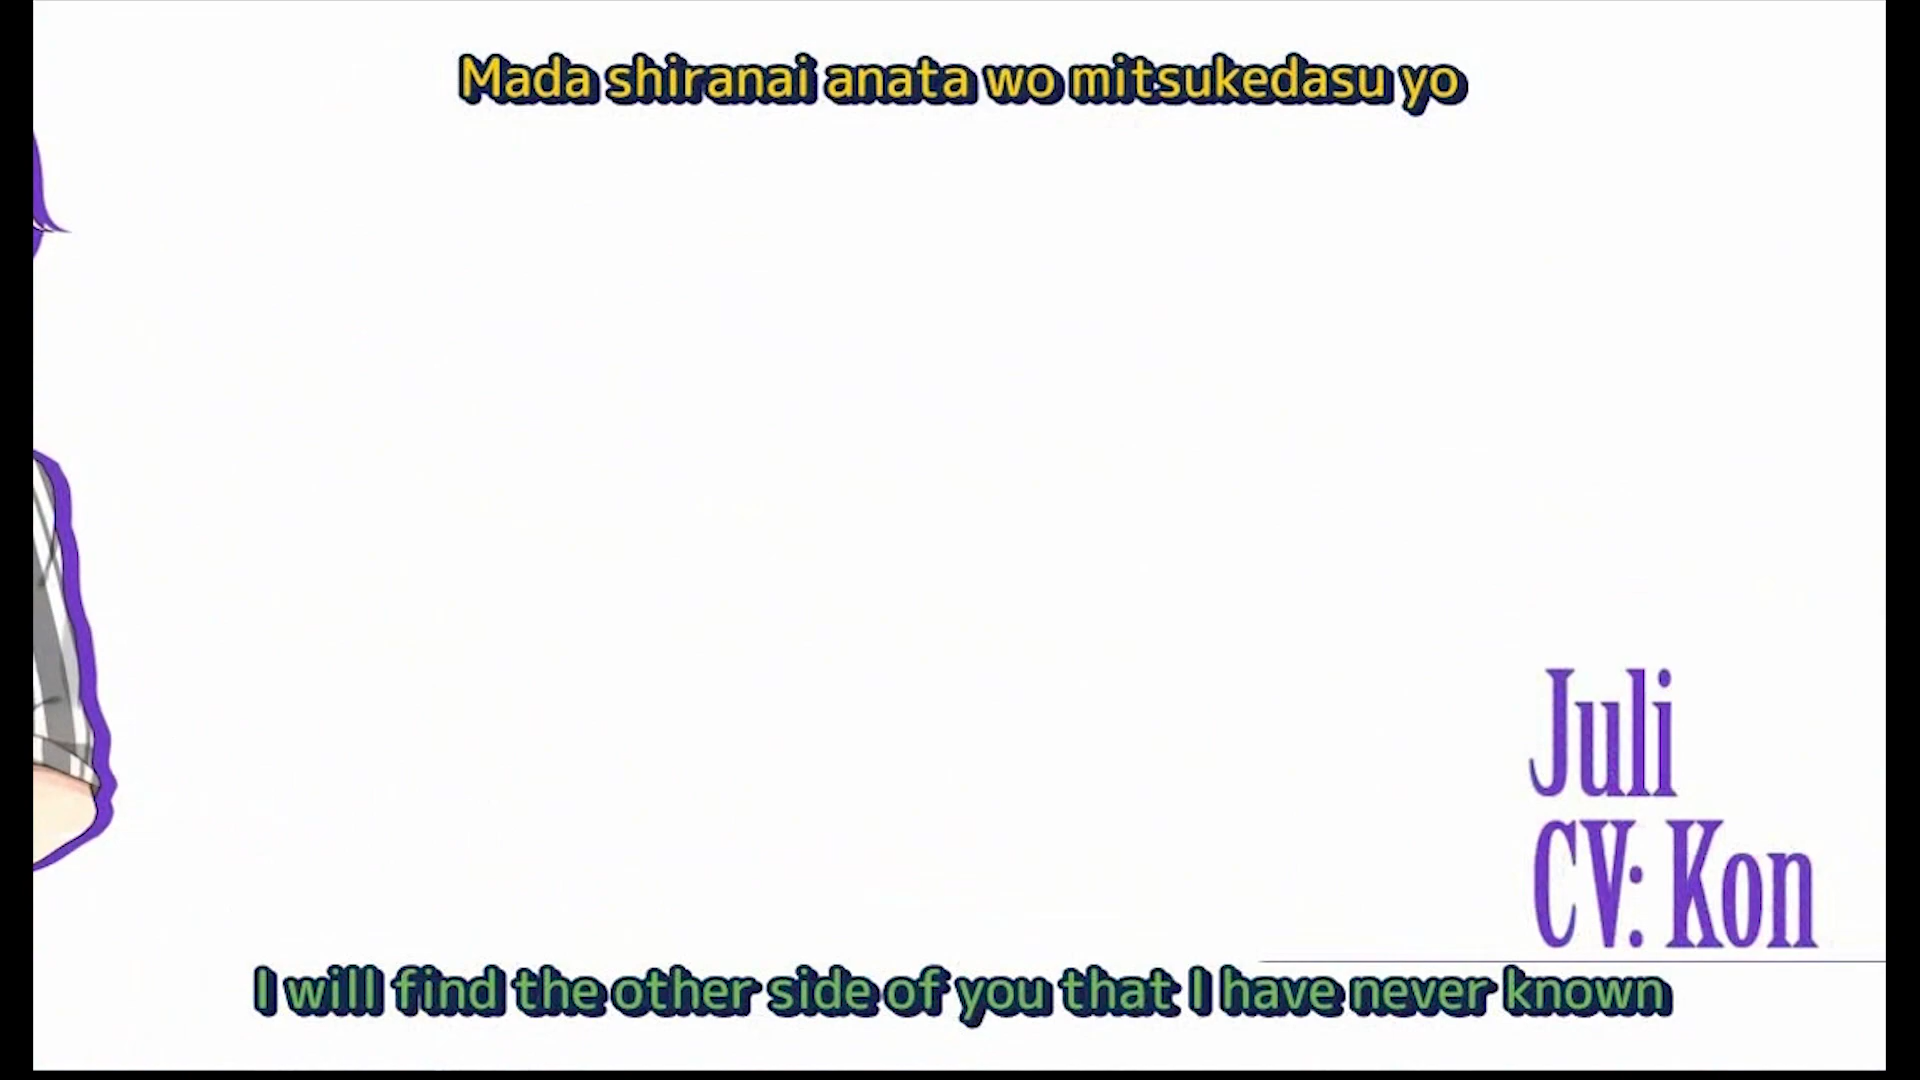 Mada shiranai anata wo mitsukedasu yo
Juli
CV: Kon
I will find the other side of you that I have never known